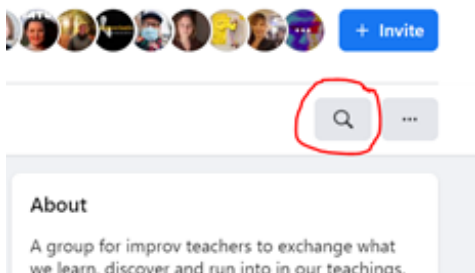 + Invite
...
About
A group for improv teachers to exchange what
we learn, discover and run into in our teachings.